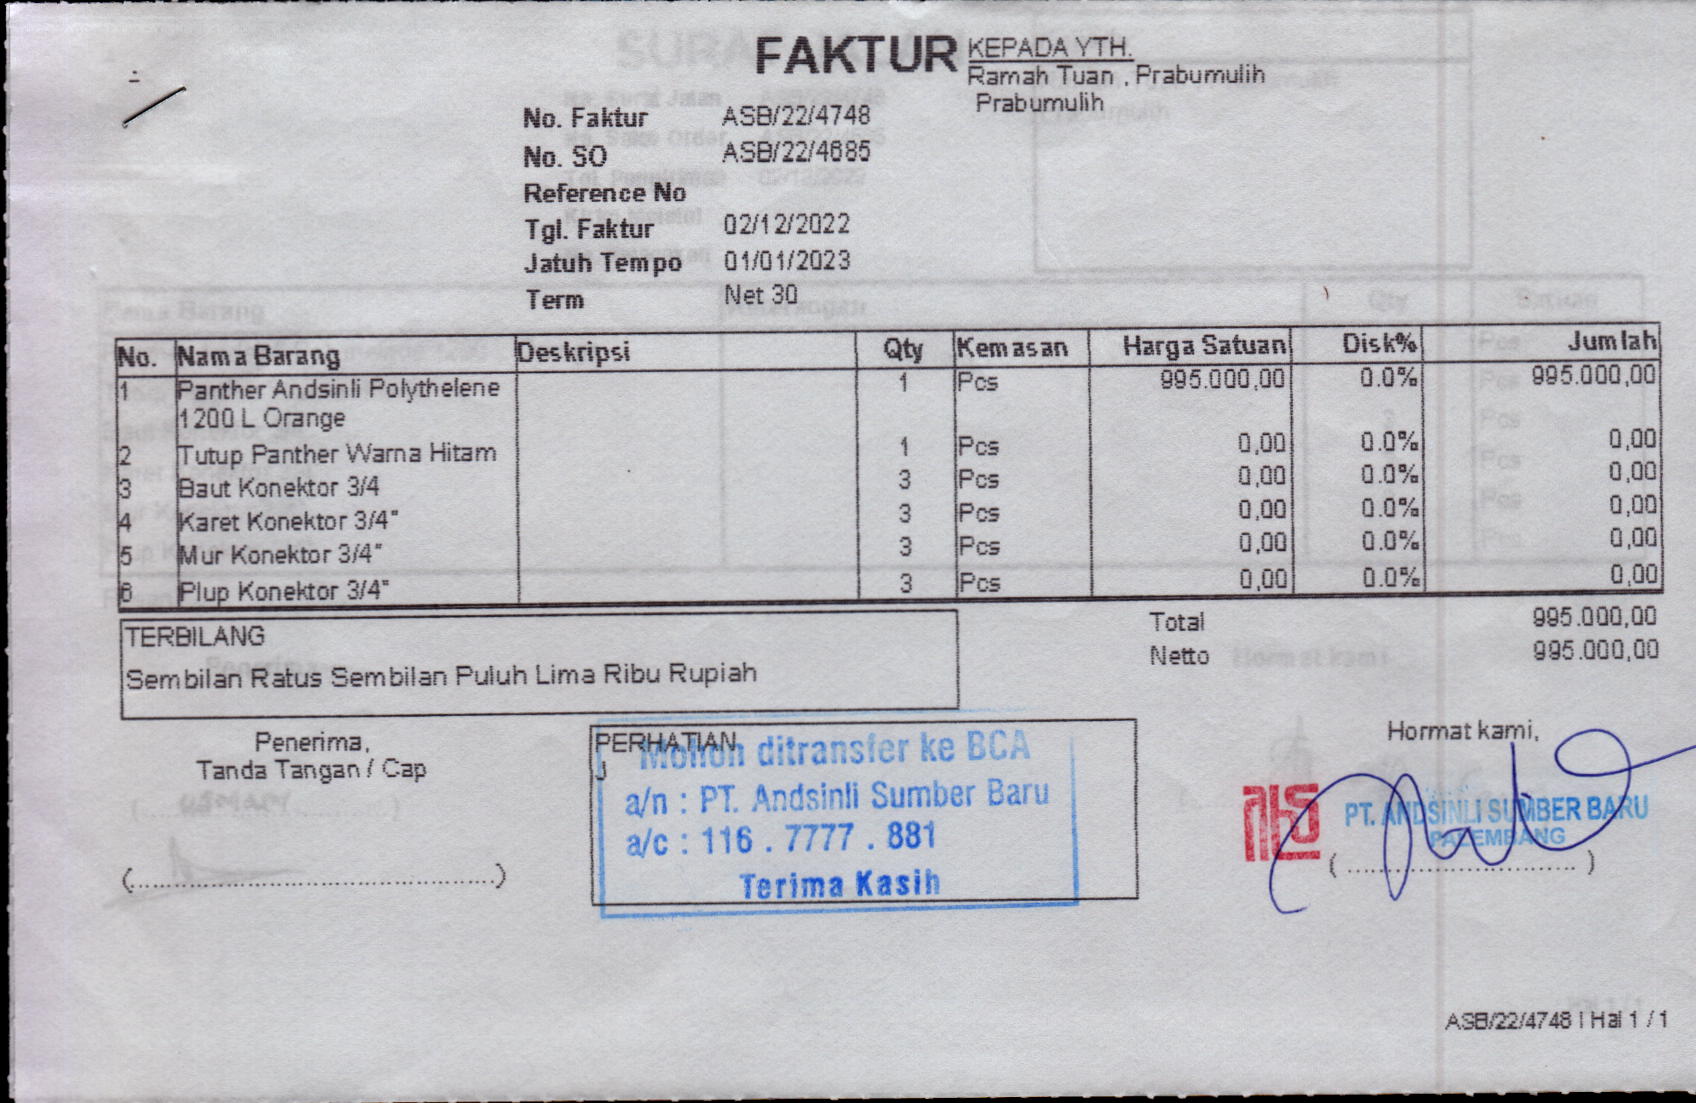 FAKTUR
KEPADA YTH.
Ramah Tuan , Prabumulih
Prabumulih
No. Faktur ASB/22/4748
No. SO ASB/22/4685
Reference No
Tgl. Faktur 02/12/2022
Jatuh Tempo 01/01/2023
Term Net 30
No. Nama Barang Deskripsi Qty Kemasan Harga Satuan Disk% Jumlah
1 Panther Andsinli Polythelene 1 Pcs 995.000,00 0.0% 995.000,00
1200 L Orange
2 Tutup Panther Warna Hitam 1 Pcs 0,00 0.0% 0,00
3 Baut Konektor 3/4 3 Pcs 0,00 0.0% 0,00
4 Karet Konektor 3/4" 3 Pcs 0,00 0.0% 0,00
5 Mur Konektor 3/4" 3 Pcs 0,00 0.0% 0,00
6 Plup Konektor 3/4" 3 Pcs 0,00 0.0% 0,00
Total 995.000,00
Netto 995.000,00
TERBILANG
Sembilan Ratus Sembilan Puluh Lima Ribu Rupiah
Penerima,
Tanda Tangan / Cap
(................................................)
PERHATIAN
Mohon ditransfer ke BCA
a/n : PT. Andsinli Sumber Baru
a/c : 116 . 7777 . 881
Terima Kasih
Hormat kami,
PT. ANDSINLI SUMBER BARU
PALEMBANG
( .............................. )
ASB/22/4748 | Hal 1 / 1